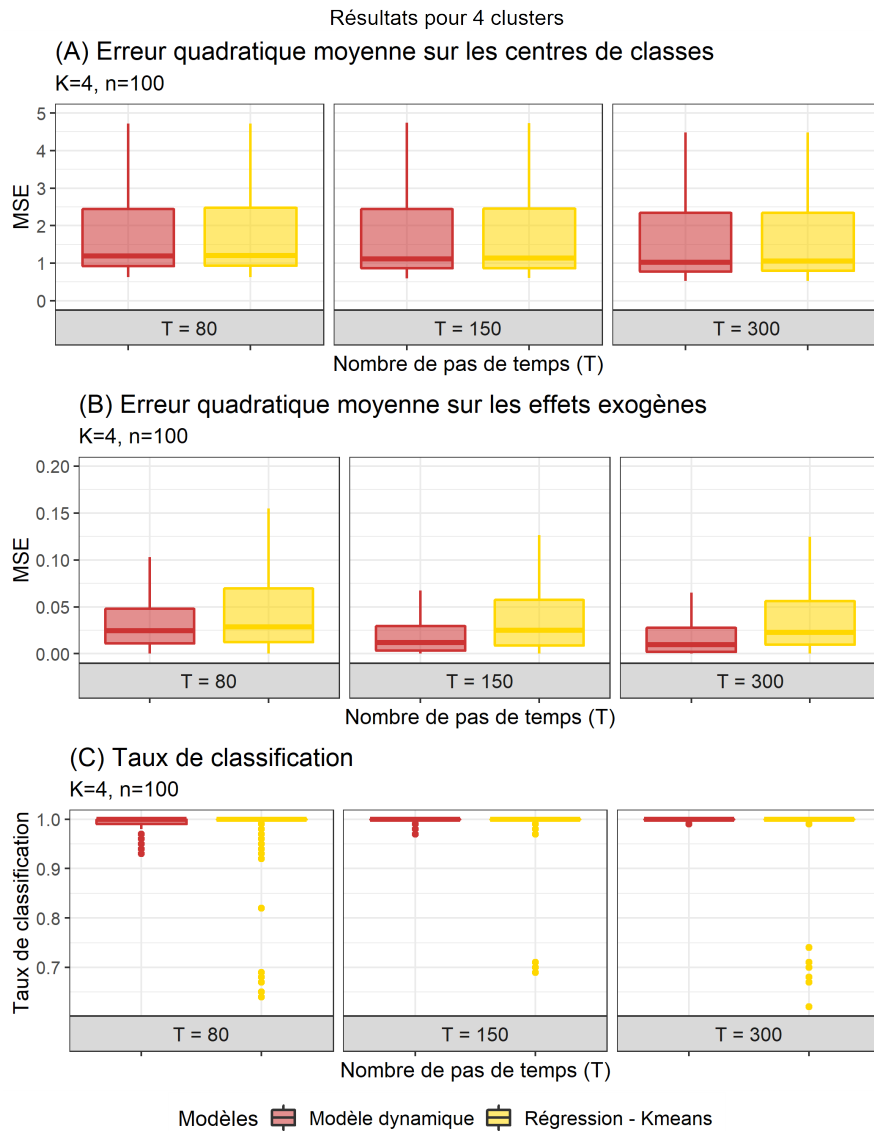 Résultats pour 4 clusters
(A) Erreur quadratique moyenne sur les centres de classes
K=4, n=100
MSE
5
4
3
2
1
0
T = 80
T = 150
T = 300
Nombre de pas de temps (T)
(B) Erreur quadratique moyenne sur les effets exogènes
K=4, n=100
MSE
0.20
0.15
0.10
0.05
0.00
T = 80
T = 150
T = 300
Nombre de pas de temps (T)
(C) Taux de classification
K=4, n=100
Taux de classification
1.0
0.9
0.8
0.7
T = 80
T = 150
T = 300
Nombre de pas de temps (T)
Modèles Modèle dynamique Régression - Kmeans